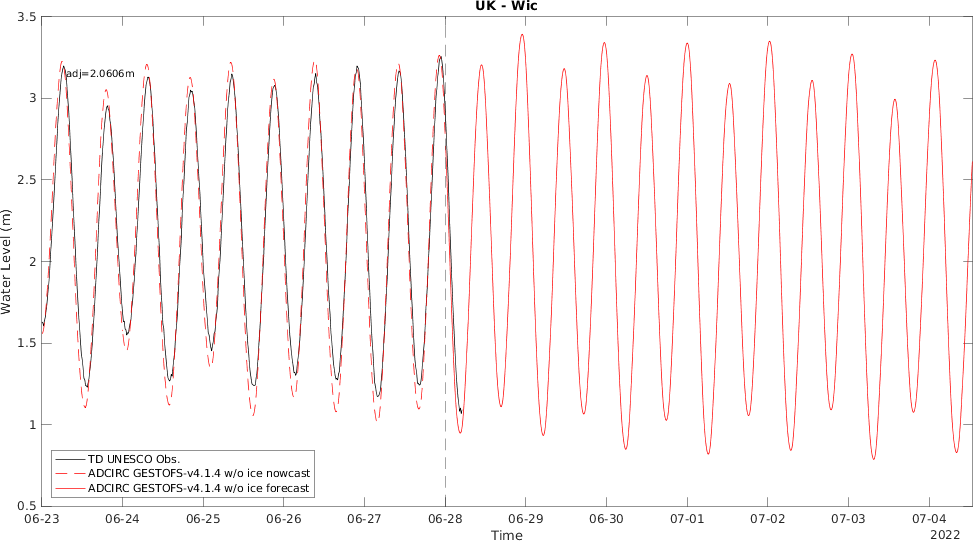 UK - Wic
3.5
3
2.5
2
1.5
1
0.5
Water Level (m)
adj=2.0606m
TD UNESCO Obs.
ADCIRC GESTOFS-v4.1.4 w/o ice nowcast
ADCIRC GESTOFS-v4.1.4 w/o ice forecast
06-23 06-24 06-25 06-26 06-27 06-28 06-29 06-30 07-01 07-02 07-03 07-04
Time
2022